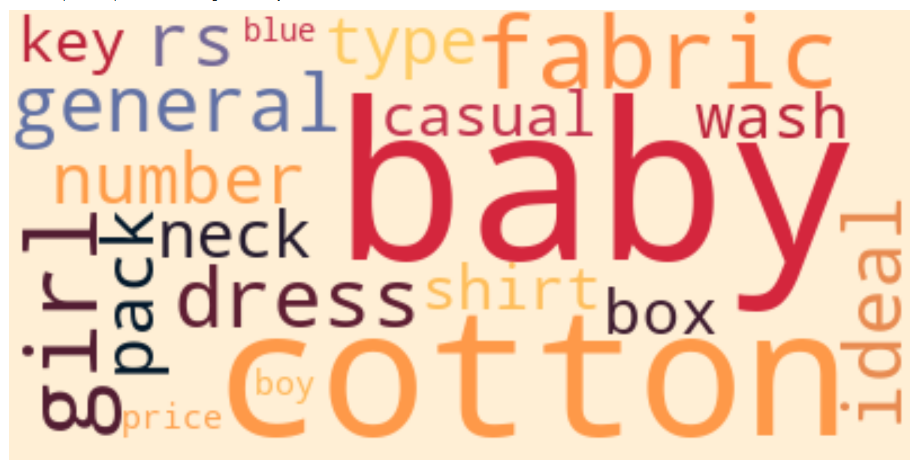 key rs blue type fabric
general casual wash
baby
number
girl pack neck
dress shirt box ideal
cotton
boy
price